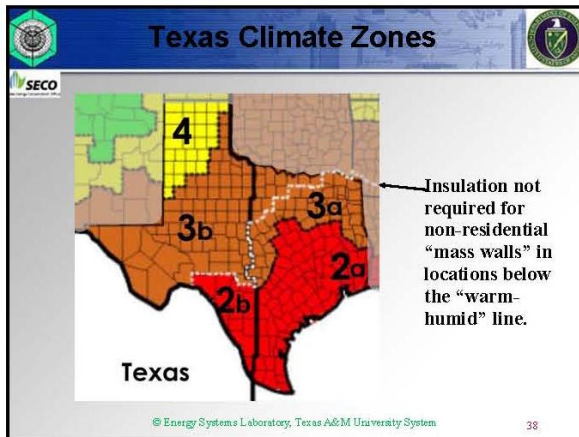 Texas Climate Zones
SECO
4
3b
3a
2a
2b
Texas
Insulation not
required for
non-residential
“mass walls” in
locations below
the “warm-
humid” line.
© Energy Systems Laboratory, Texas A&M University System
38